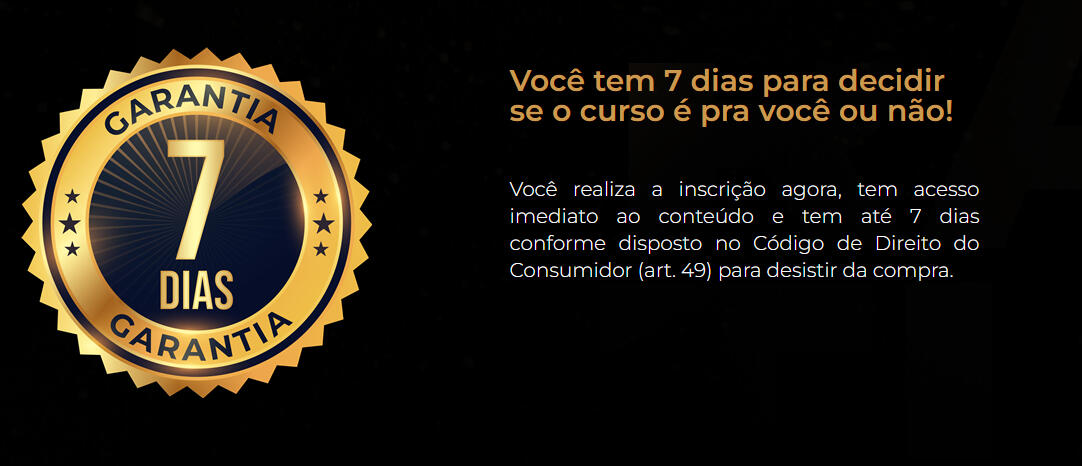 GARANTIA
7
DIAS
GARANTIA
Você tem 7 dias para decidir
se o curso é pra você ou não!
Você realiza a inscrição agora, tem acesso
imediato ao conteúdo e tem até 7 dias
conforme disposto no Código de Direito do
Consumidor (art. 49) para desistir da compra.